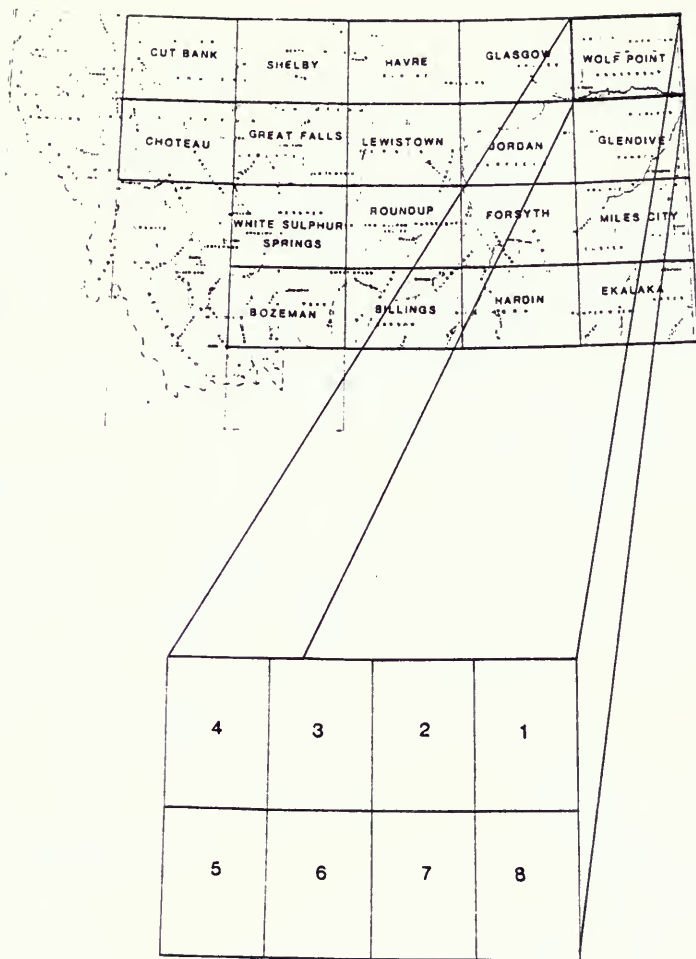 CUT BANK
SHELBY
HAVRE
GLASGOW
WOLF POINT
CHOTEAU
GREAT FALLS
LEWISTOWN
JORDAN
GLENDIVE
WHITE SULPHUR
SPRINGS
ROUNDUP
FORSYTH
MILES CITY
BOZEMAN
BILLINGS
HARDIN
EKALAKA
4 3 2 1
5 6 7 8